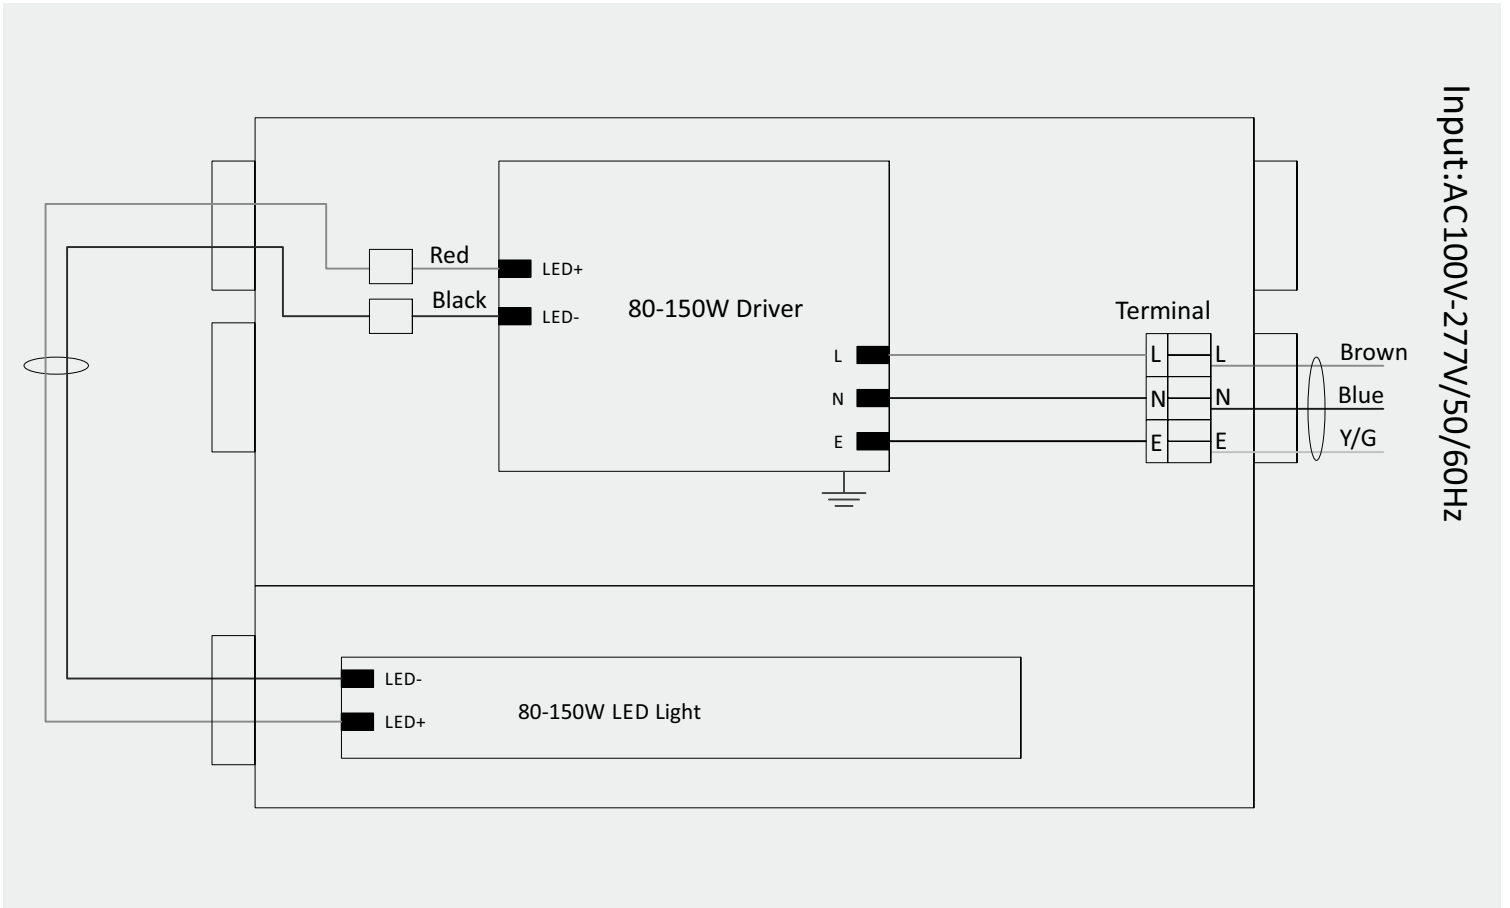 Input:AC100V-277V/50/60Hz
Red
LED+
Black
LED-
80-150W Driver
Terminal
L
L
L
Brown
N
N
N
Blue
E
E
E
Y/G
LED-
80-150W LED Light
LED+